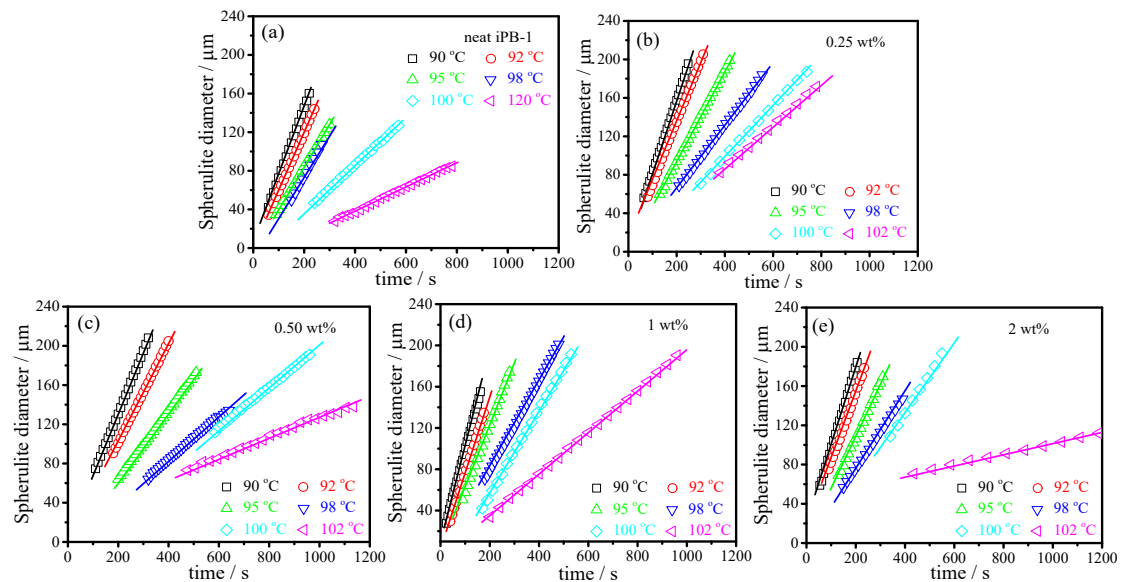 (a)
neat iPB-1
90 °C
92 °C
95 °C
98 °C
100 °C
120 °C
Spherulite diameter / μm
240
200
160
120
80
40
0
0 200 400 600 800 1000 1200
time / s
(b)
0.25 wt%
90 °C
92 °C
95 °C
98 °C
100 °C
102 °C
Spherulite diameter / μm
240
200
160
120
80
40
0
0 200 400 600 800 1000 1200
time / s
(c)
0.50 wt%
90 °C
92 °C
95 °C
98 °C
100 °C
102 °C
Spherulite diameter / μm
240
200
160
120
80
40
0
0 200 400 600 800 1000 1200
time / s
(d)
1 wt%
90 °C
92 °C
95 °C
98 °C
100 °C
102 °C
Spherulite diameter / μm
240
200
160
120
80
40
0 200 400 600 800 1000 1200
time / s
(e)
2 wt%
90 °C
92 °C
95 °C
98 °C
100 °C
102 °C
Spherulite diameter / μm
240
200
160
120
80
40
0
0 200 400 600 800 1000 1200
time / s